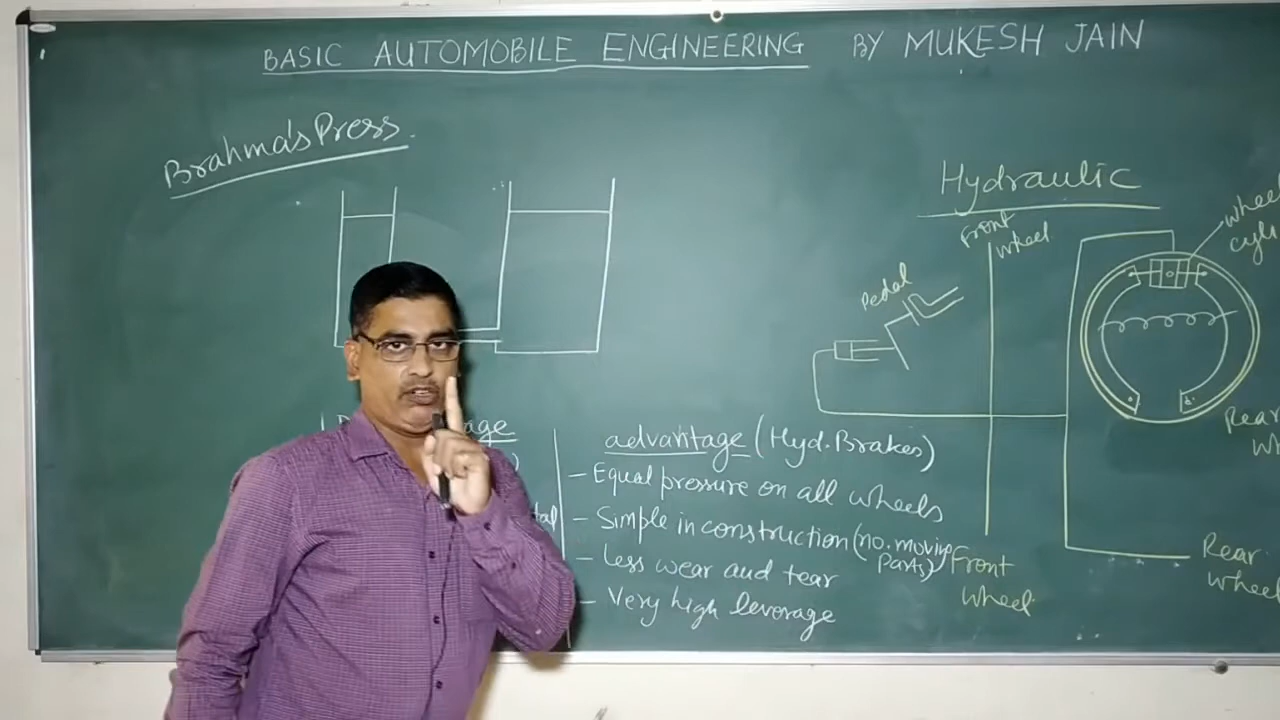 BASIC AUTOMOBILE ENGINEERING BY MUKESH JAIN
Brahma's Press.
Hydraulic
Front
wheel
wheel
Pedal
advantage (Hyd. Brakes)
- Equal pressure on all wheels
- Simple in construction (no. moving
parts)
- Less wear and tear
- Very high leverage
Front
wheel
Rear
Rear
wheel